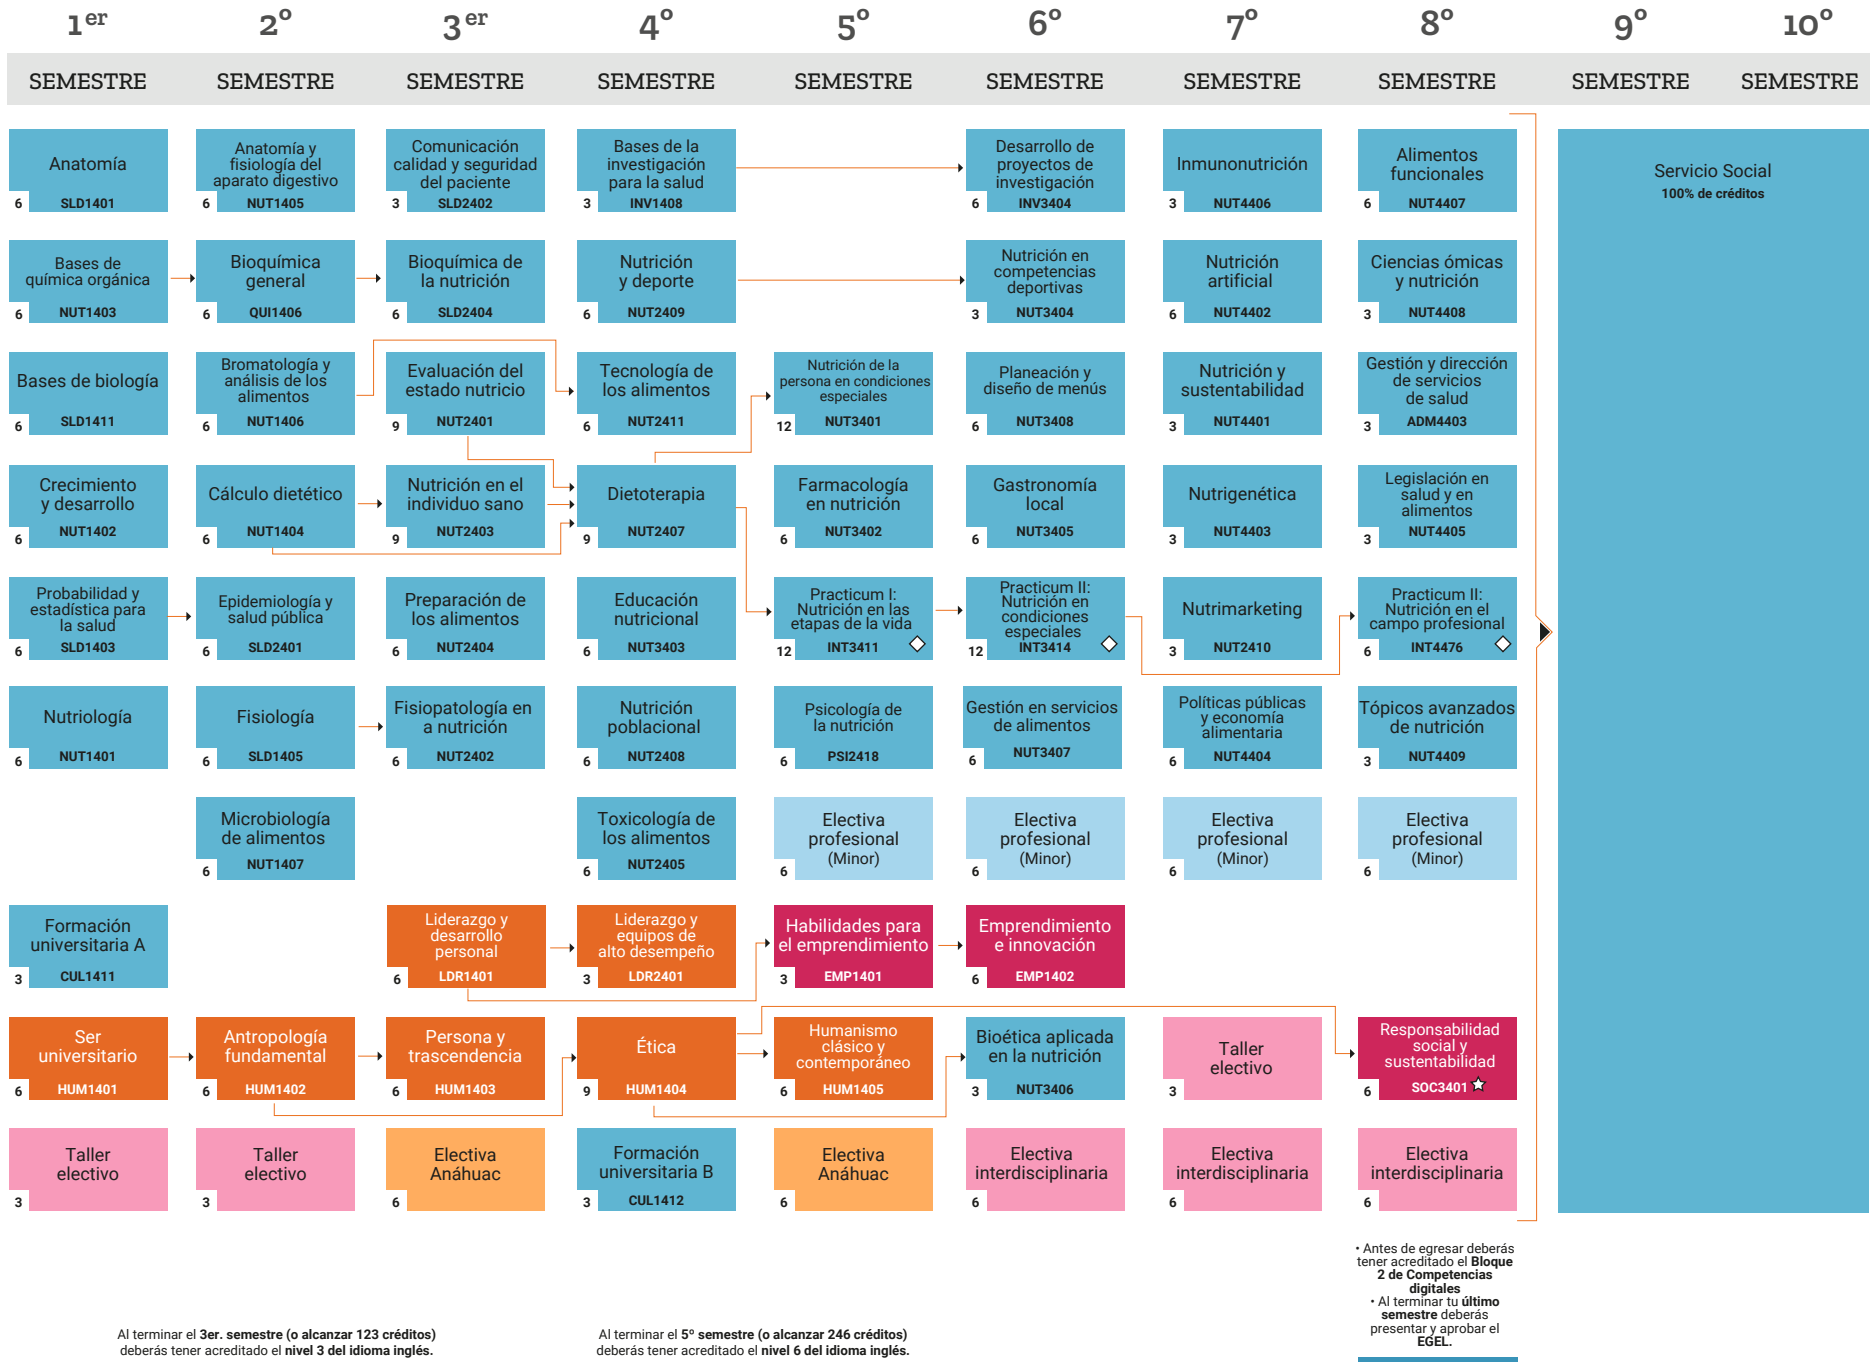 1er 2º 3er 4º 5º 6º 7º 8º 9º 10º
SEMESTRE SEMESTRE SEMESTRE SEMESTRE SEMESTRE SEMESTRE SEMESTRE SEMESTRE SEMESTRE SEMESTRE
Anatomía
6 SLD1401
Anatomía y
fisiología del
aparato digestivo
6 NUT1405
Comunicación
calidad y seguridad
del paciente
3 SLD2402
Bases de la
investigación
para la salud
3 INV1408
Desarrollo de
proyectos de
investigación
6 INV3404
Inmunonutrición
3 NUT4406
Alimentos
funcionales
6 NUT4407
Servicio Social
100% de créditos
Bases de
química orgánica
6 NUT1403
Bioquímica
general
6 QUI1406
Bioquímica de
la nutrición
6 SLD2404
Nutrición
y deporte
6 NUT2409
Nutrición en
competencias
deportivas
3 NUT3404
Nutrición
artificial
6 NUT4402
Ciencias ómicas
y nutrición
3 NUT4408
Bases de biología
6 SLD1411
Bromatología y
análisis de los
alimentos
6 NUT1406
Evaluación del
estado nutricio
9 NUT2401
Tecnología de
los alimentos
6 NUT2411
Nutrición de la
persona en condiciones
especiales
12 NUT3401
Planeación y
diseño de menús
6 NUT3408
Nutrición y
sustentabilidad
3 NUT4401
Gestión y dirección
de servicios
de salud
3 ADM4403
Crecimiento
y desarrollo
6 NUT1402
Cálculo dietético
6 NUT1404
Nutrición en el
individuo sano
9 NUT2403
Dietoterapia
9 NUT2407
Farmacología
en nutrición
6 NUT3402
Gastronomía
local
6 NUT3405
Nutrigenética
3 NUT4403
Legislación en
salud y en
alimentos
3 NUT4405
Probabilidad y
estadística para
la salud
6 SLD1403
Epidemiología y
salud pública
6 SLD2401
Preparación de
los alimentos
6 NUT2404
Educación
nutricional
6 NUT3403
Practicum I:
Nutrición en las
etapas de la vida
12 INT3411
Practicum II:
Nutrición en
condiciones
especiales
12 INT3414
Nutrimarketing
3 NUT2410
Practicum II:
Nutrición en el
campo profesional
6 INT4476
Nutriología
6 NUT1401
Fisiología
6 SLD1405
Fisiopatología en
a nutrición
6 NUT2402
Nutrición
poblacional
6 NUT2408
Psicología de
la nutrición
6 PSI2418
Gestión en servicios
de alimentos
6 NUT3407
Políticas públicas
y economía
alimentaria
6 NUT4404
Tópicos avanzados
de nutrición
3 NUT4409
Microbiología
de alimentos
6 NUT1407
Toxicología de
los alimentos
6 NUT2405
Electiva
profesional
(Minor)
6
Electiva
profesional
(Minor)
6
Electiva
profesional
(Minor)
6
Electiva
profesional
(Minor)
6
Formación
universitaria A
3 CUL1411
Liderazgo y
desarrollo
personal
6 LDR1401
Liderazgo y
equipos de
alto desempeño
3 LDR2401
Habilidades para
el emprendimiento
3 EMP1401
Emprendimiento
e innovación
6 EMP1402
Ser
universitario
6 HUM1401
Antropología
fundamental
6 HUM1402
Persona y
trascendencia
6 HUM1403
Ética
9 HUM1404
Humanismo
clásico y
contemporáneo
6 HUM1405
Bioética aplicada
en la nutrición
3 NUT3406
Taller
electivo
3
Responsabilidad
social y
sustentabilidad
6 SOC3401
Taller
electivo
3
Taller
electivo
3
Electiva
Anáhuac
6
Formación
universitaria B
3 CUL1412
Electiva
Anáhuac
6
Electiva
interdisciplinaria
6
Electiva
interdisciplinaria
6
Electiva
interdisciplinaria
6
• Antes de egresar deberás
tener acreditado el Bloque
2 de Competencias
digitales
• Al terminar tu último
semestre deberás
presentar y aprobar el
EGEL.
Al terminar el 3er. semestre (o alcanzar 123 créditos)
deberás tener acreditado el nivel 3 del idioma inglés.
Al terminar el 5º semestre (o alcanzar 246 créditos)
deberás tener acreditado el nivel 6 del idioma inglés.